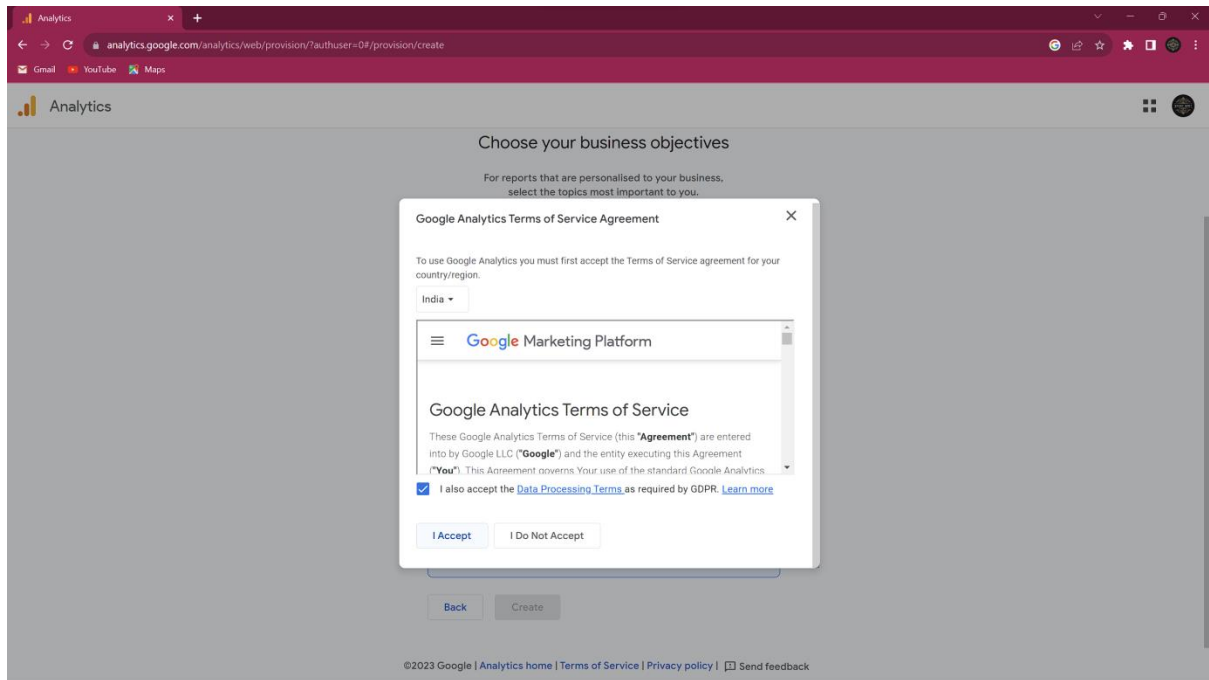 Analytics
analytics.google.com/analytics/web/provision/?authuser=0#/provision/create
Gmail YouTube Maps
Analytics
Choose your business objectives
For reports that are personalised to your business,
select the topics most important to you.
Google Analytics Terms of Service Agreement
To use Google Analytics you must first accept the Terms of Service agreement for your
country/region.
India
Google Marketing Platform
Google Analytics Terms of Service
These Google Analytics Terms of Service (this "Agreement") are entered
into by Google LLC ("Google") and the entity executing this Agreement
("You"). This Agreement governs Your use of the standard Google Analytics
I also accept the Data Processing Terms as required by GDPR. Learn more
I Accept I Do Not Accept
Back Create
©2023 Google | Analytics home | Terms of Service | Privacy policy | Send feedback